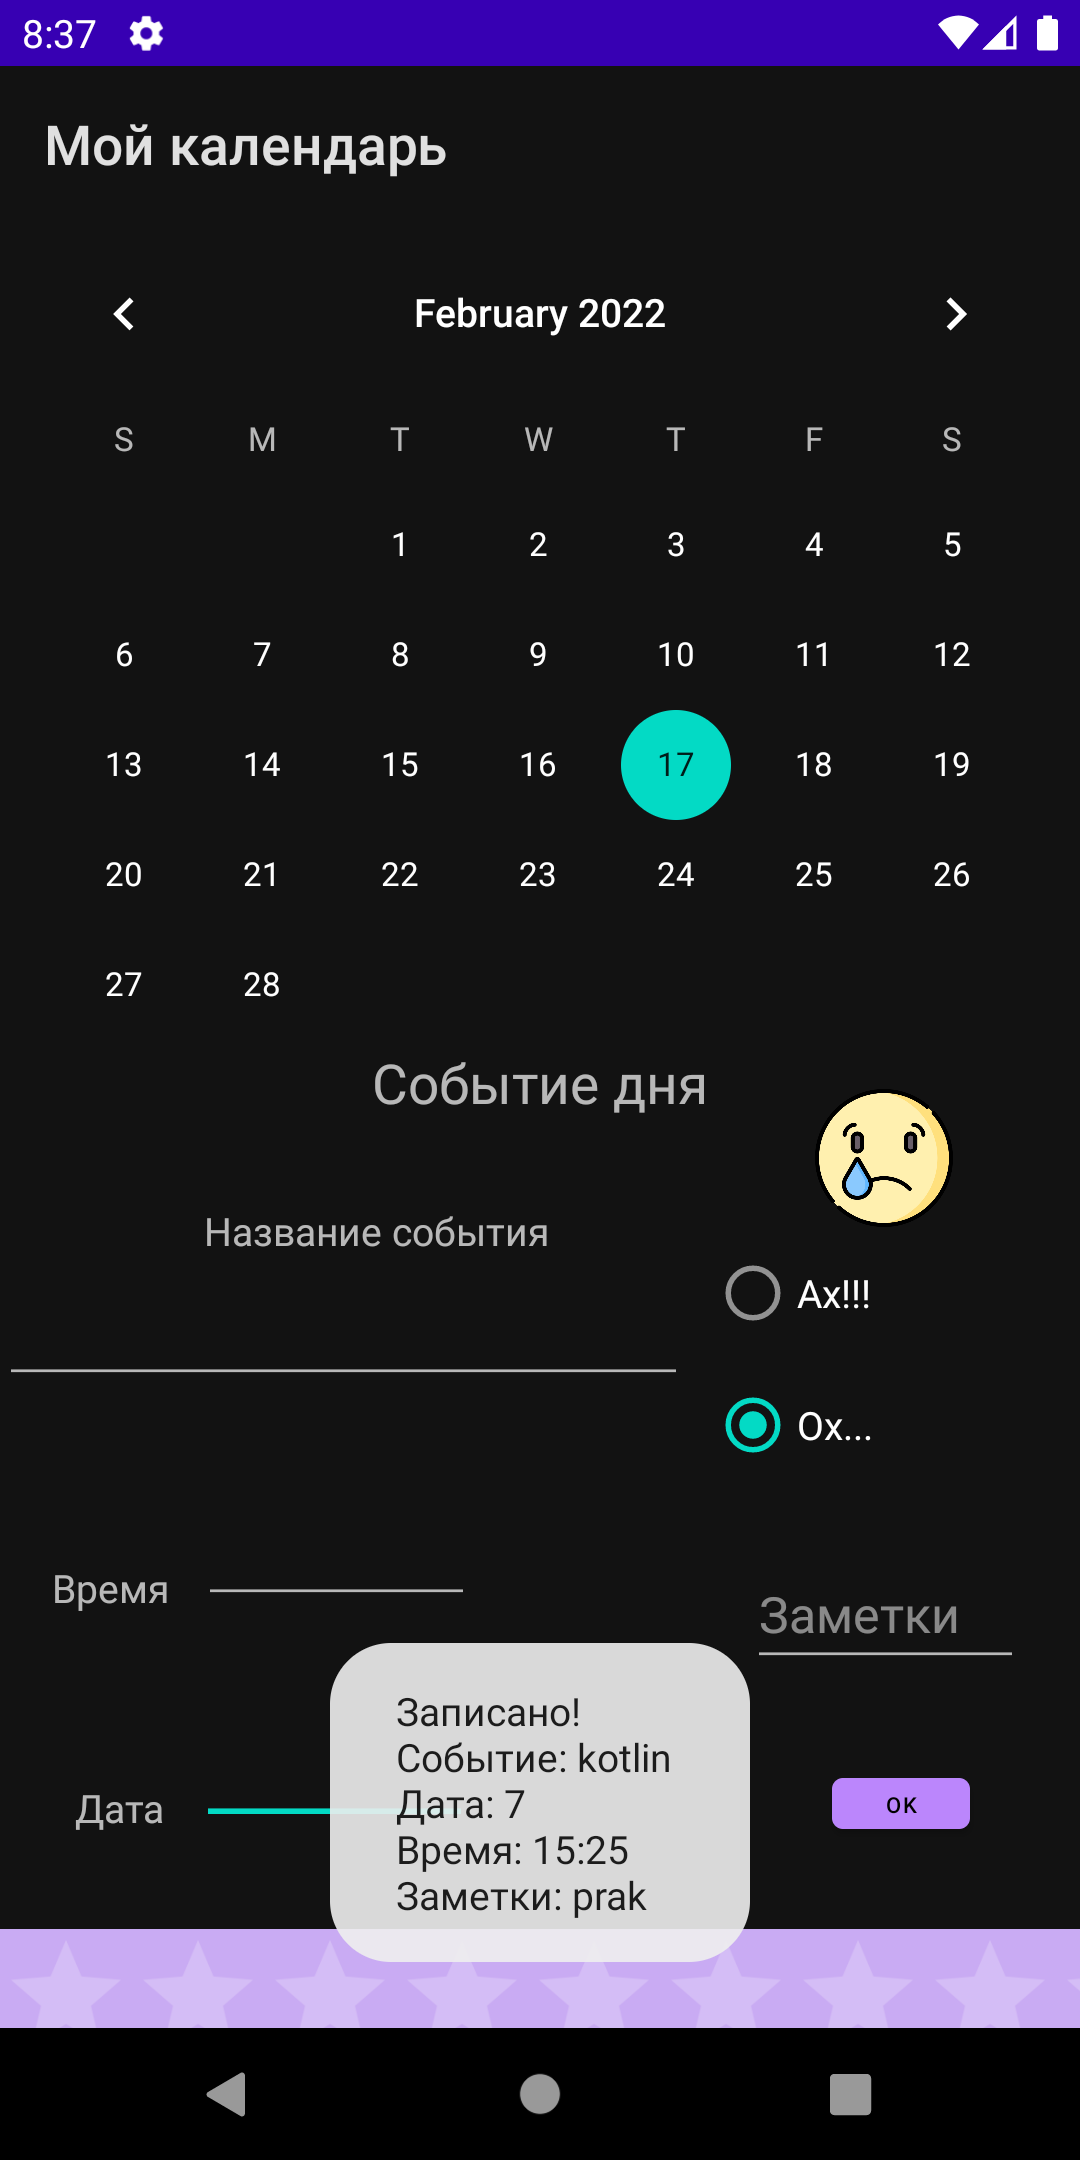 8:37
Мой календарь
February 2022
S M T W T F S
1 2 3 4 5
6 7 8 9 10 11 12
13 14 15 16 17 18 19
20 21 22 23 24 25 26
27 28
Событие дня
Название события
Ах!!!
Ох...
Время
Заметки
Записано!
Событие: kotlin
Дата: 7
Время: 15:25
Заметки: prak
Дата
OK